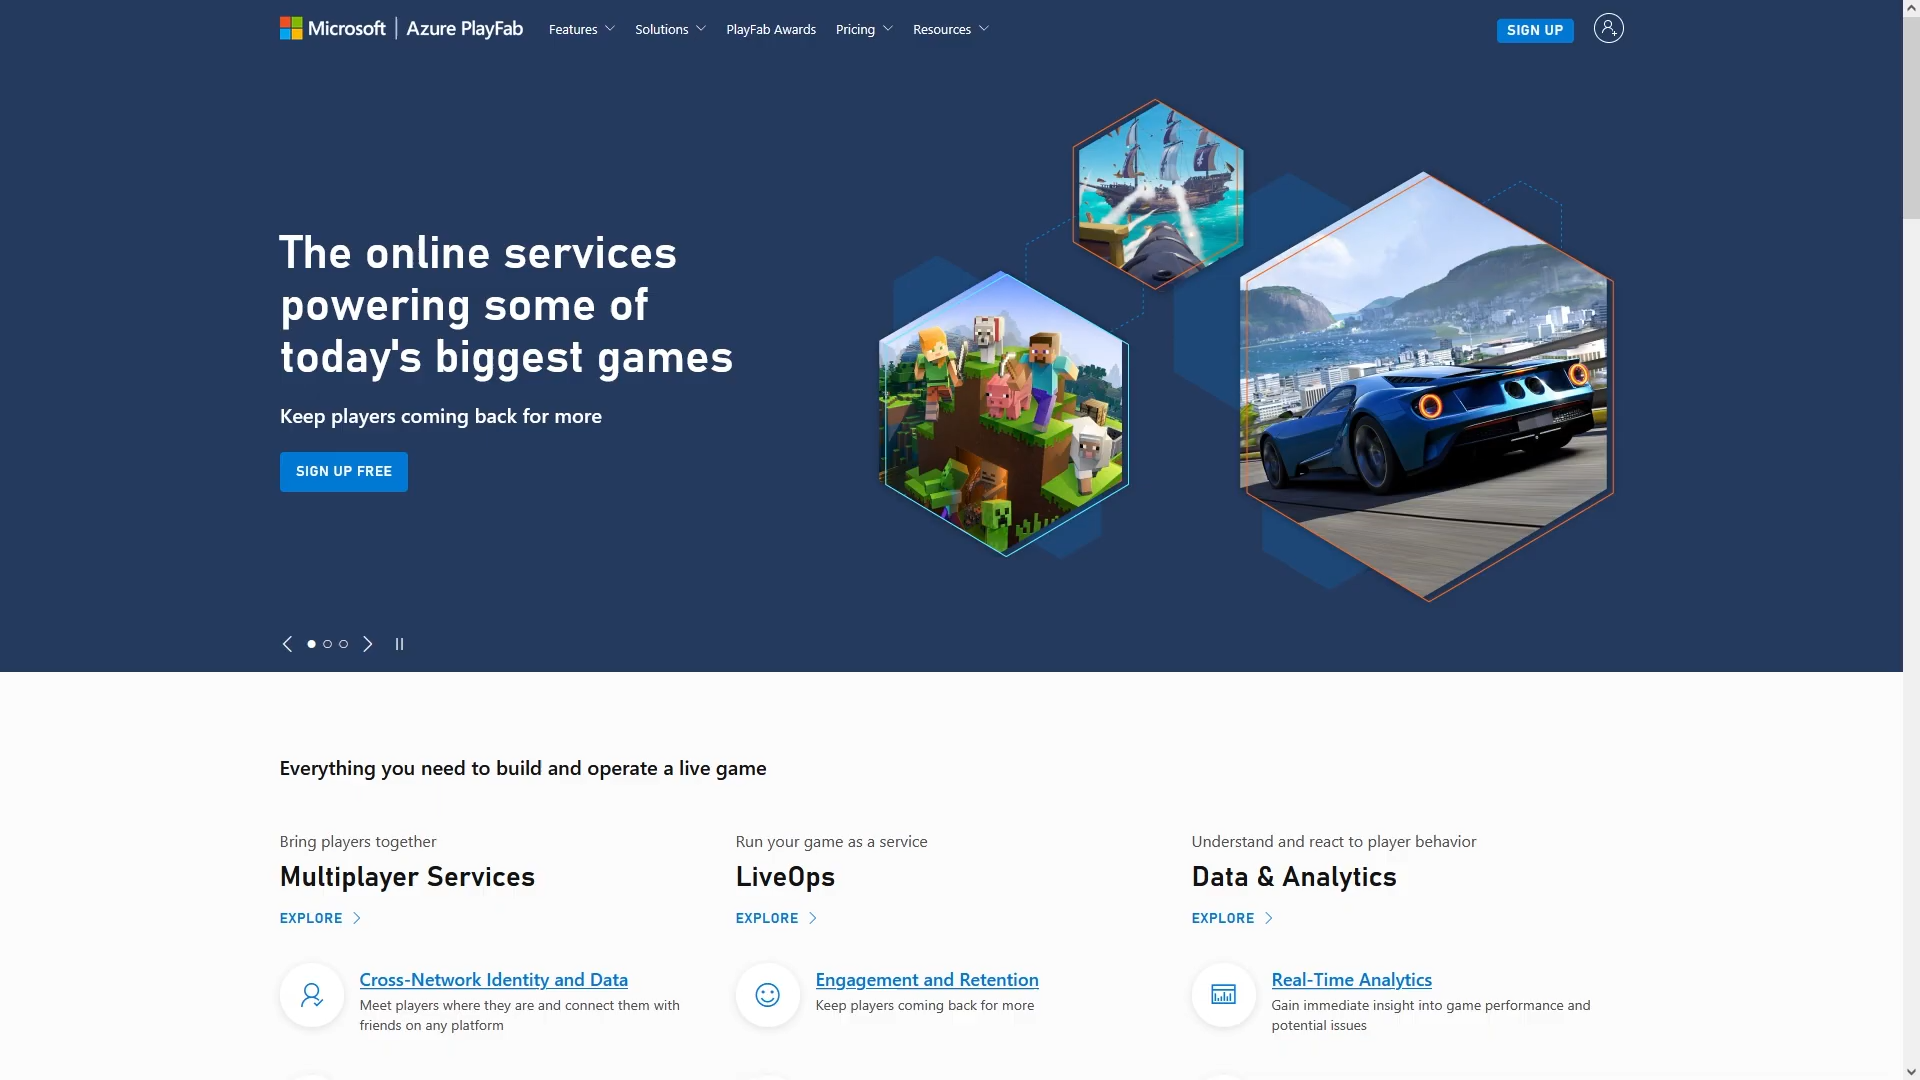 Microsoft | Azure PlayFab Features Solutions PlayFab Awards Pricing Resources SIGN UP
The online services
powering some of
today's biggest games
Keep players coming back for more
SIGN UP FREE
Everything you need to build and operate a live game
Bring players together
Multiplayer Services
EXPLORE
Cross-Network Identity and Data
Meet players where they are and connect them with
friends on any platform
Run your game as a service
LiveOps
EXPLORE
Engagement and Retention
Keep players coming back for more
Understand and react to player behavior
Data & Analytics
EXPLORE
Real-Time Analytics
Gain immediate insight into game performance and
potential issues